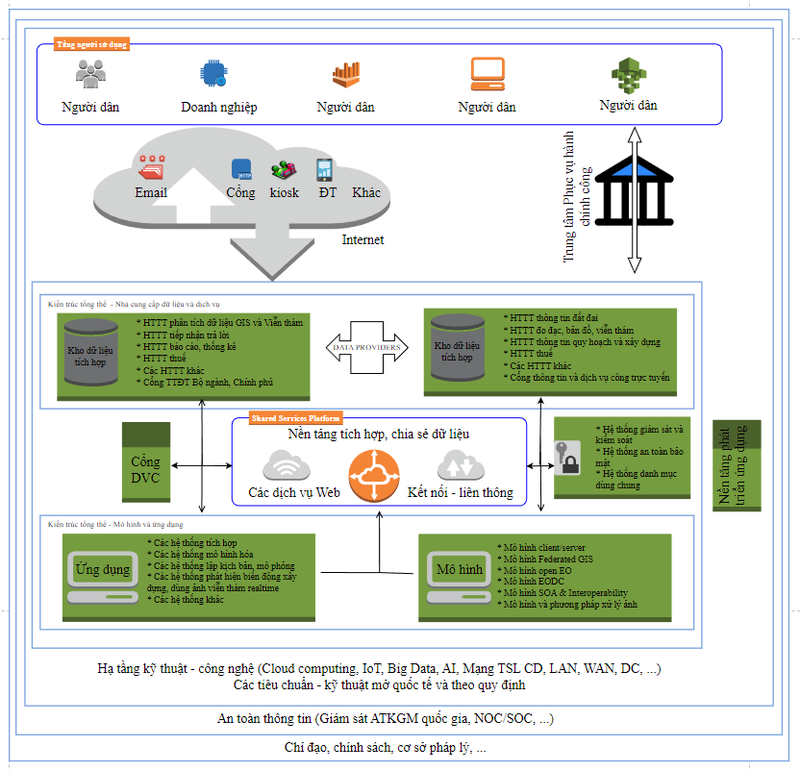 Tầng người sử dụng
Người dân
Doanh nghiệp
Người dân
Người dân
Người dân
Email
Cổng
kiosk
ĐT
Khác
HTTP
Internet
Trung tâm Phục vụ hành
chính công
Kiến trúc tổng thể - Nhà cung cấp dữ liệu và dịch vụ
Kho dữ liệu
tích hợp
* HTTT phân tích dữ liệu GIS và Viễn thám
* HTTT tiếp nhận trả lời
* HTTT báo cáo, thống kê
* HTTT thuế
* Các HTTT khác
* Cổng TTĐT Bộ ngành, Chính phủ
DATA PROVIDERS
Kho dữ liệu
tích hợp
* HTTT thông tin đất đai
* HTTT đo đạc, bản đồ, viễn thám
* HTTT thông tin quy hoạch và xây dựng
* HTTT thuế
* Các HTTT khác
* Cổng thông tin và dịch vụ công trực tuyến
Cổng
DVC
Shared Services Platform
Nền tảng tích hợp, chia sẻ dữ liệu
Các dịch vụ Web
Kết nối - liên thông
* Hệ thống giám sát và
kiểm soát
* Hệ thống an toàn bảo
mật
* Hệ thống danh mục
dùng chung
Nền tảng phát
triển ứng dụng
Kiến trúc tổng thể - Mô hình và ứng dụng
Ứng dụng
* Các hệ thống tích hợp
* Các hệ thống mô hình hóa
* Các hệ thống lập kịch bản, mô phỏng
* Các hệ thống phát hiện biến động xây
dựng, dùng ảnh viễn thám realtime
* Các hệ thống khác
Mô hình
* Mô hình client/server
* Mô hình Federated GIS
* Mô hình open EO
* Mô hình EODC
* Mô hình SOA & Interoperability
* Mô hình và phương pháp xử lý ảnh
Hạ tầng kỹ thuật - công nghệ (Cloud computing, IoT, Big Data, AI, Mạng TSL CD, LAN, WAN, DC, ...)
Các tiêu chuẩn - kỹ thuật mở quốc tế và theo quy định
An toàn thông tin (Giám sát ATKGM quốc gia, NOC/SOC, ...)
Chỉ đạo, chính sách, cơ sở pháp lý, ...